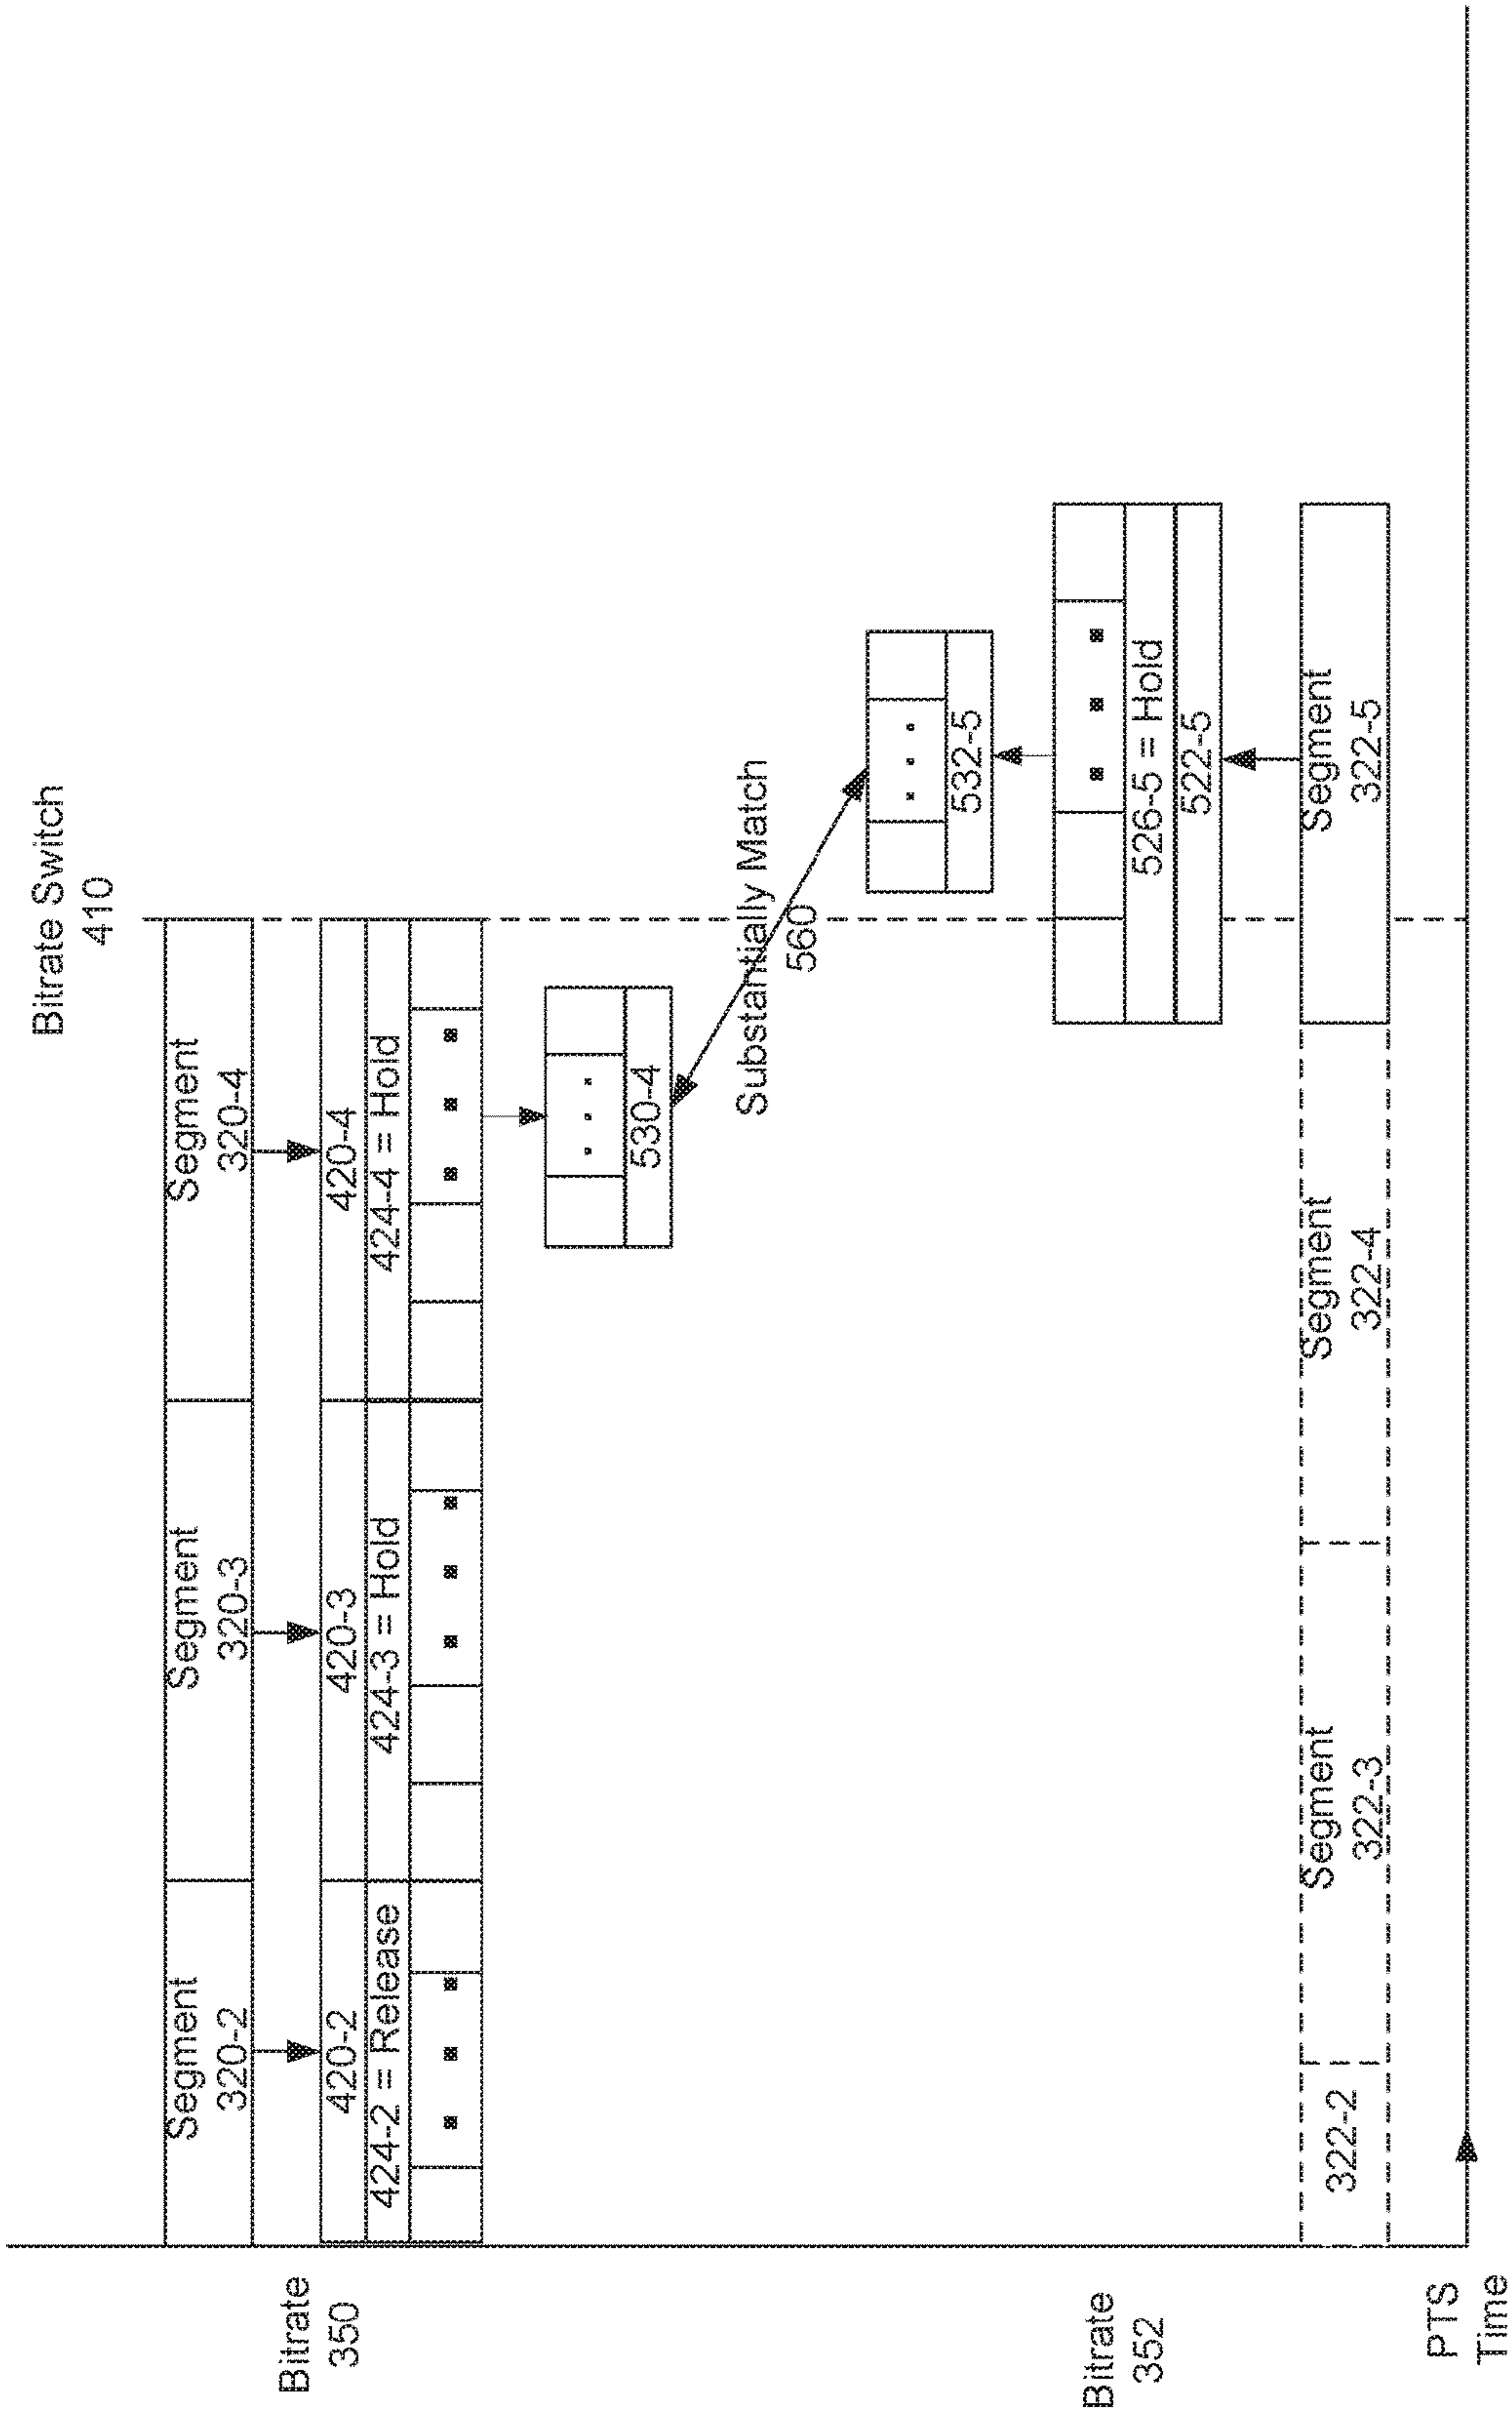 Bitrate Switch
410
Bitrate
350
Segment
320-2
Segment
320-3
Segment
320-4
420-2
420-3
420-4
424-2 = Release
424-3 = Hold
424-4 = Hold
530-4
Substantially Match
560
532-5
Bitrate
352
526-5 = Hold
522-5
322-2
Segment
322-3
Segment
322-4
Segment
322-5
PTS
Time